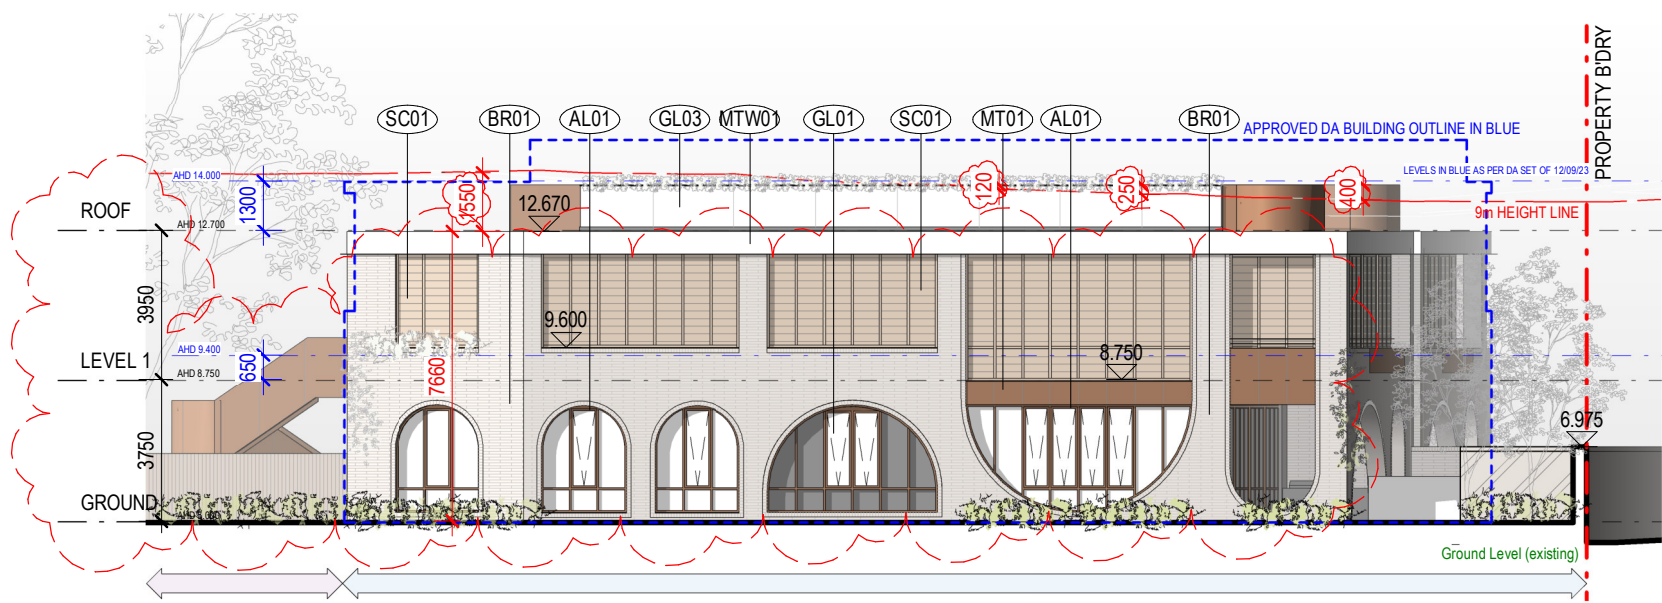 PROPERTY B'DRY
SC01
BR01
AL01
GL03
MTW01
GL01
SC01
MT01
AL01
BR01
APPROVED DA BUILDING OUTLINE IN BLUE
LEVELS IN BLUE AS PER DA SET OF 12/09/23
AHD 14.000
1300
1550
120
250
400
ROOF
12.670
9m HEIGHT LINE
AHD 12.700
3950
9.600
AHD 9.400
LEVEL 1
650
7660
8.750
AHD 8.750
3750
6.975
GROUND
Ground Level (existing)